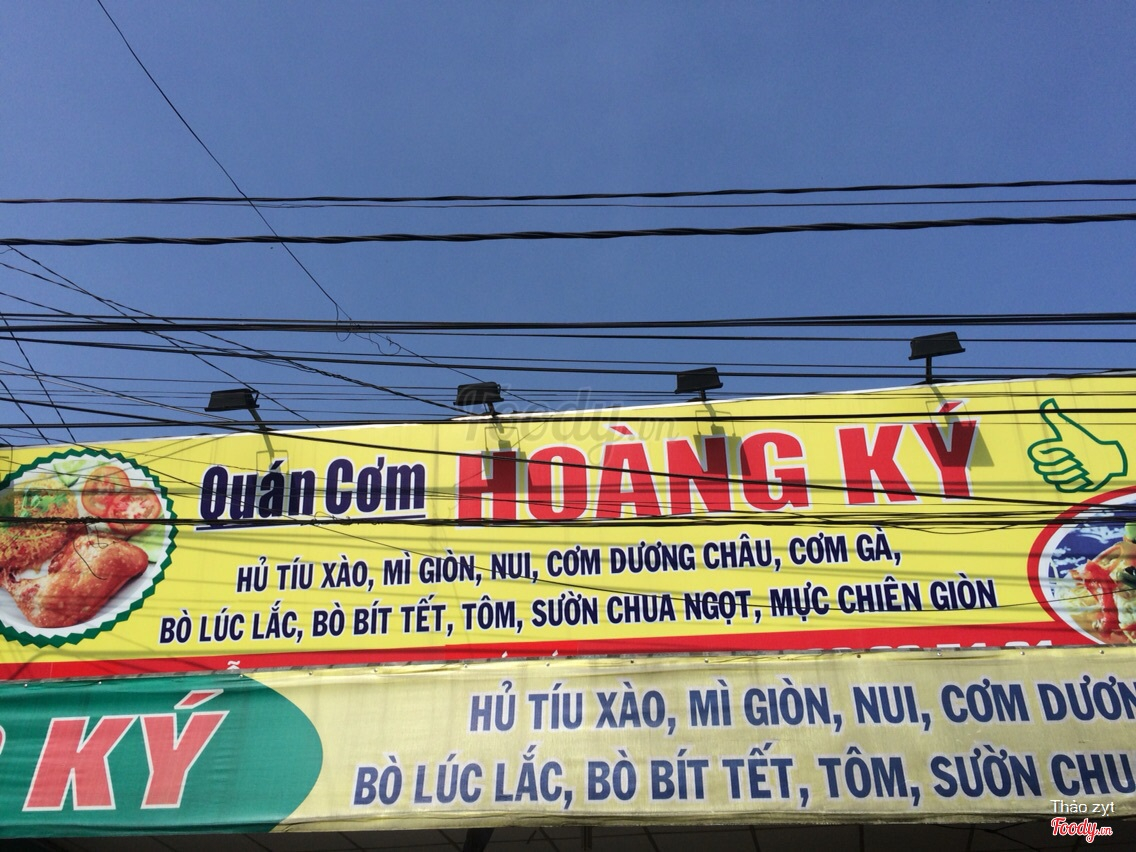 Quán Cơm HOÀNG KÝ
HỦ TÍU XÀO, MÌ GIÒN, NUI, CƠM DƯƠNG CHÂU, CƠM GÀ,
BÒ LÚC LẮC, BÒ BÍT TẾT, TÔM, SƯỜN CHUA NGỌT, MỰC CHIÊN GIÒN
KÝ
HỦ TÍU XÀO, MÌ GIÒN, NUI, CƠM DƯƠN
BÒ LÚC LẮC, BÒ BÍT TẾT, TÔM, SƯỜN CHU
Foody.vn
Thảo zyt
Foody.vn